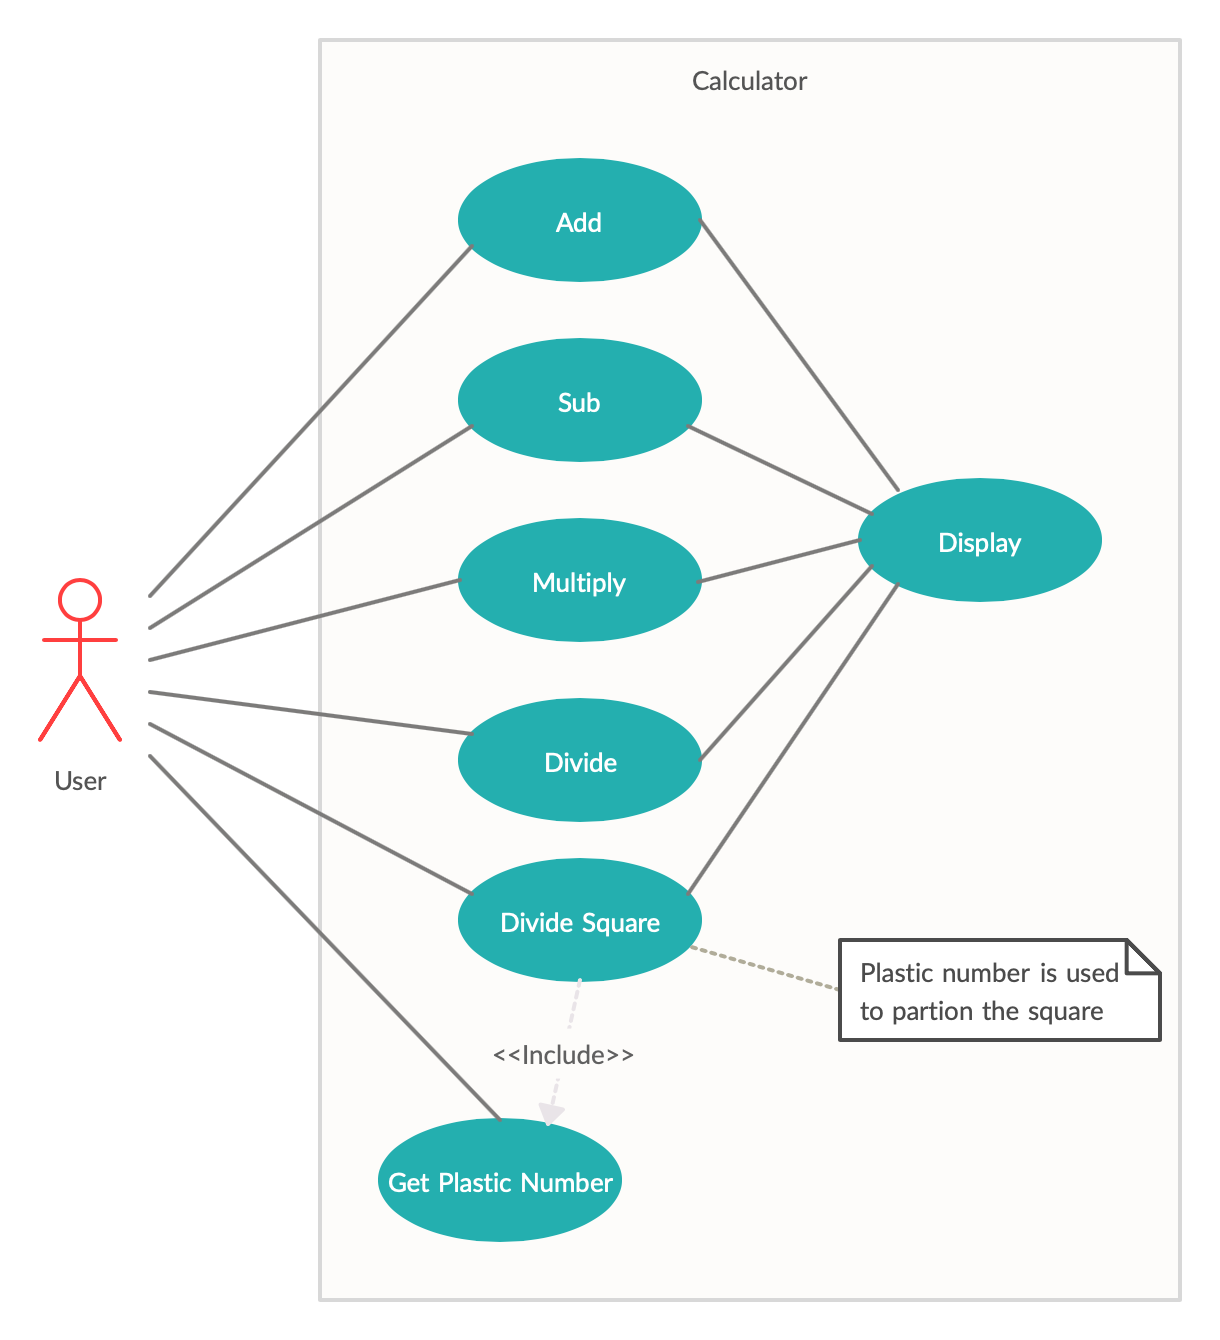 Calculator
Add
Sub
Multiply
Display
User
Divide
Divide Square
Plastic number is used
to partion the square
<<Include>>
Get Plastic Number